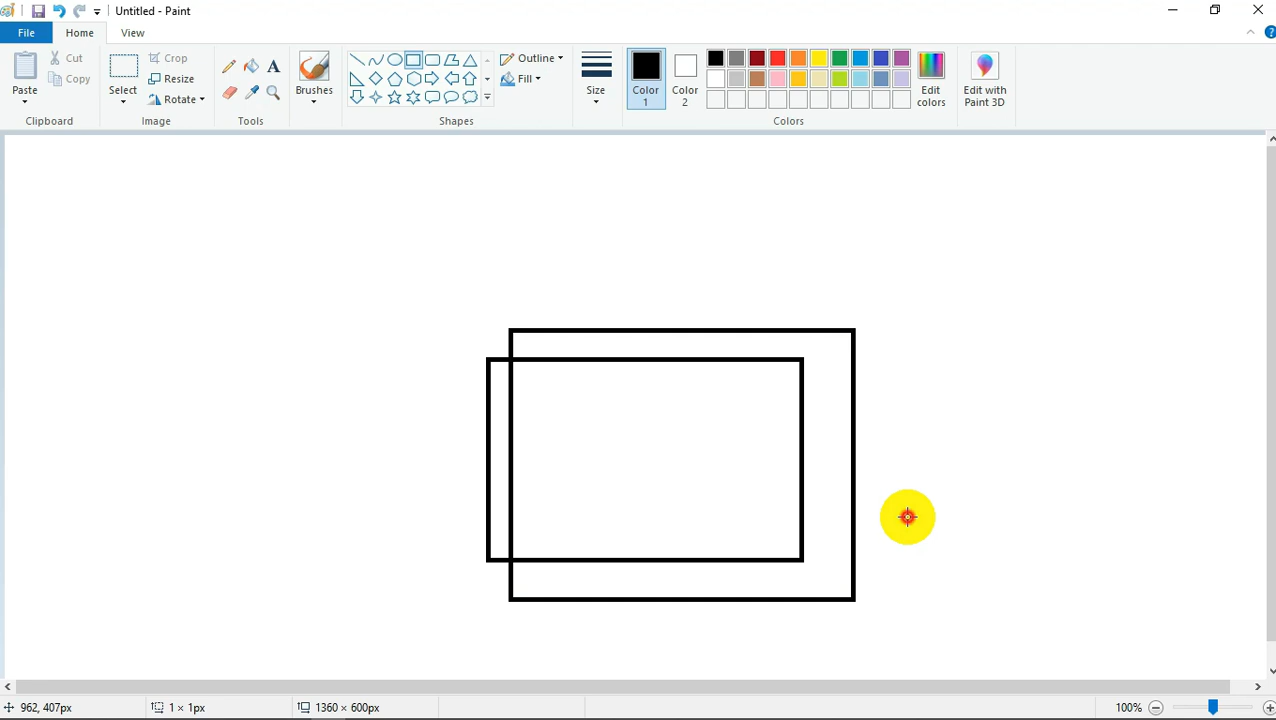 Untitled - Paint
File Home View
Paste
Cut
Copy
Clipboard
Select
Crop
Resize
Rotate
Image
A
Tools
Brushes
Outline
Fill
Shapes
Size
Color 1
Color 2
Edit colors
Colors
Edit with Paint 3D
962, 407px
1 × 1px
1360 × 600px
100%